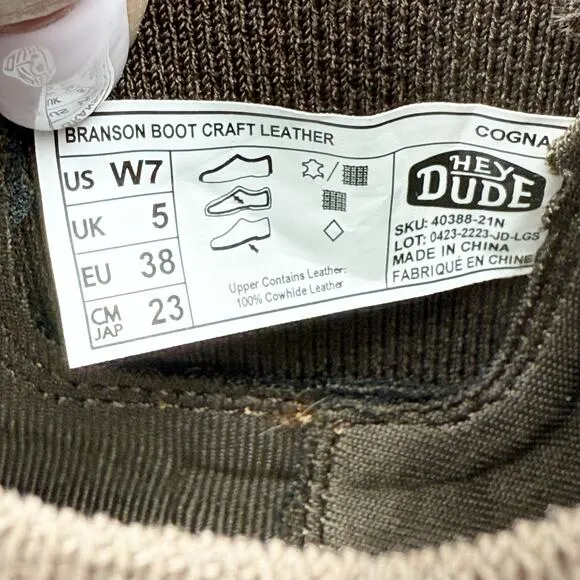 BRANSON BOOT CRAFT LEATHER COGNA
US W7
UK 5
EU 38
CM JAP 23
Upper Contains Leather:
100% Cowhide Leather
HEY DUDE
SKU: 40388-21N
LOT: 0423-2223-JD-LGS
MADE IN CHINA
FABRIQUÉ EN CHINE